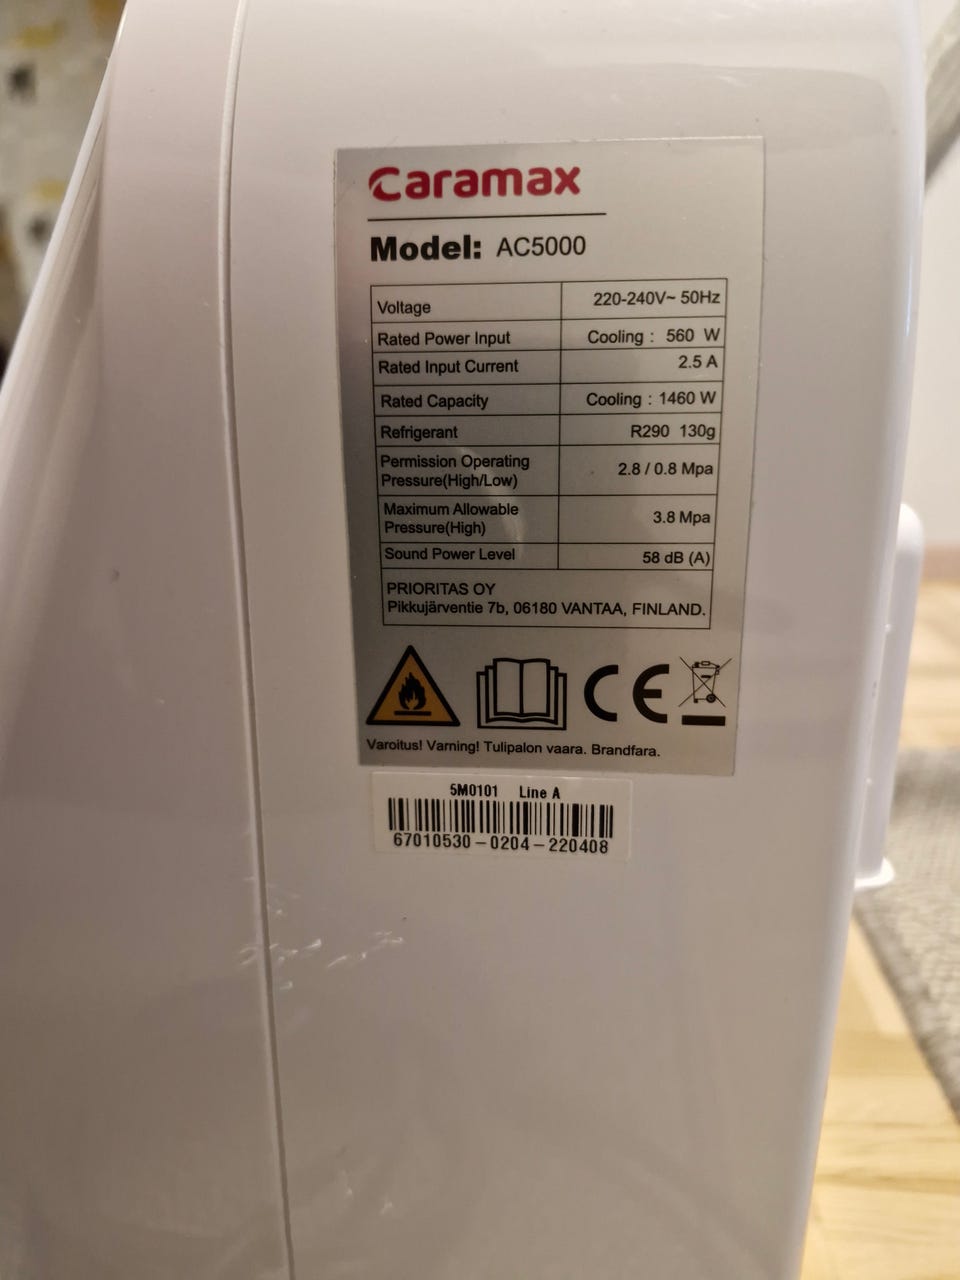 Caramax
Model: AC5000
Voltage 220-240V~ 50Hz
Rated Power Input Cooling : 560 W
Rated Input Current 2.5 A
Rated Capacity Cooling : 1460 W
Refrigerant R290 130g
Permission Operating
Pressure(High/Low) 2.8 / 0.8 Mpa
Maximum Allowable
Pressure(High) 3.8 Mpa
Sound Power Level 58 dB (A)
PRIORITAS OY
Pikkujärventie 7b, 06180 VANTAA, FINLAND.
CE
Varoitus! Varning! Tulipalon vaara. Brandfara.
5M0101 Line A
67010530-0204-220408